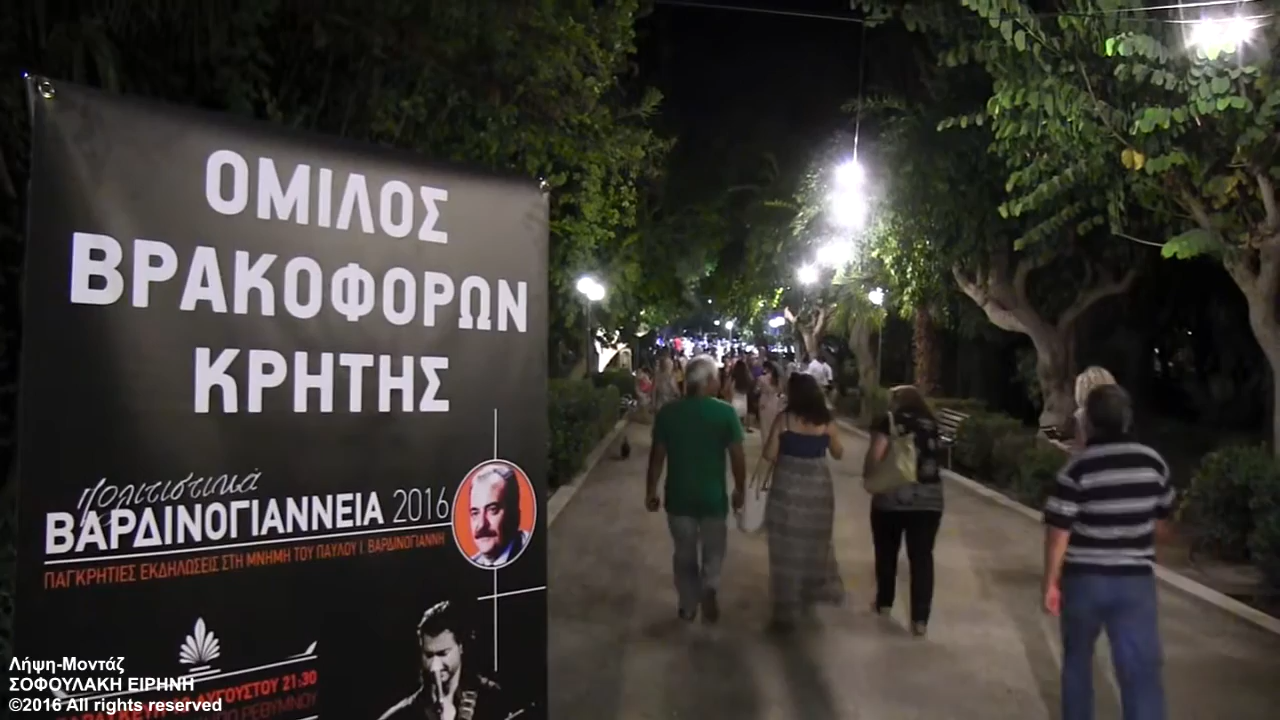 ΟΜΙΛΟΣ
ΒΡΑΚΟΦΟΡΩΝ
ΚΡΗΤΗΣ
πολιτιστικά
ΒΑΡΔΙΝΟΓΙΑΝΝΕΙΑ 2016
ΠΑΓΚΡΗΤΙΕΣ ΕΚΔΗΛΩΣΕΙΣ ΣΤΗ ΜΝΗΜΗ ΤΟΥ ΠΑΥΛΟΥ Ι. ΒΑΡΔΙΝΟΓΙΑΝΝΗ
ΑΥΓΟΥΣΤΟΥ 21:30
ΡΕΘΥΜΝΟΥ
Λήψη-Μοντάζ
ΣΟΦΟΥΛΑΚΗ ΕΙΡΗΝΗ
©2016 All rights reserved